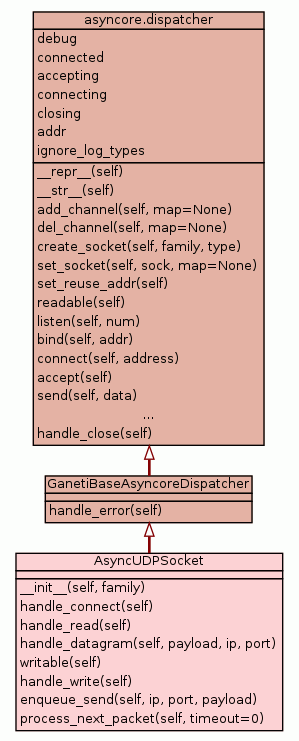 asyncore.dispatcher
debug
connected
accepting
connecting
closing
addr
ignore_log_types
__repr__(self)
__str__(self)
add_channel(self, map=None)
del_channel(self, map=None)
create_socket(self, family, type)
set_socket(self, sock, map=None)
set_reuse_addr(self)
readable(self)
listen(self, num)
bind(self, addr)
connect(self, address)
accept(self)
send(self, data)
...
handle_close(self)
GanetiBaseAsyncoreDispatcher
handle_error(self)
AsyncUDPSocket
__init__(self, family)
handle_connect(self)
handle_read(self)
handle_datagram(self, payload, ip, port)
writable(self)
handle_write(self)
enqueue_send(self, ip, port, payload)
process_next_packet(self, timeout=0)